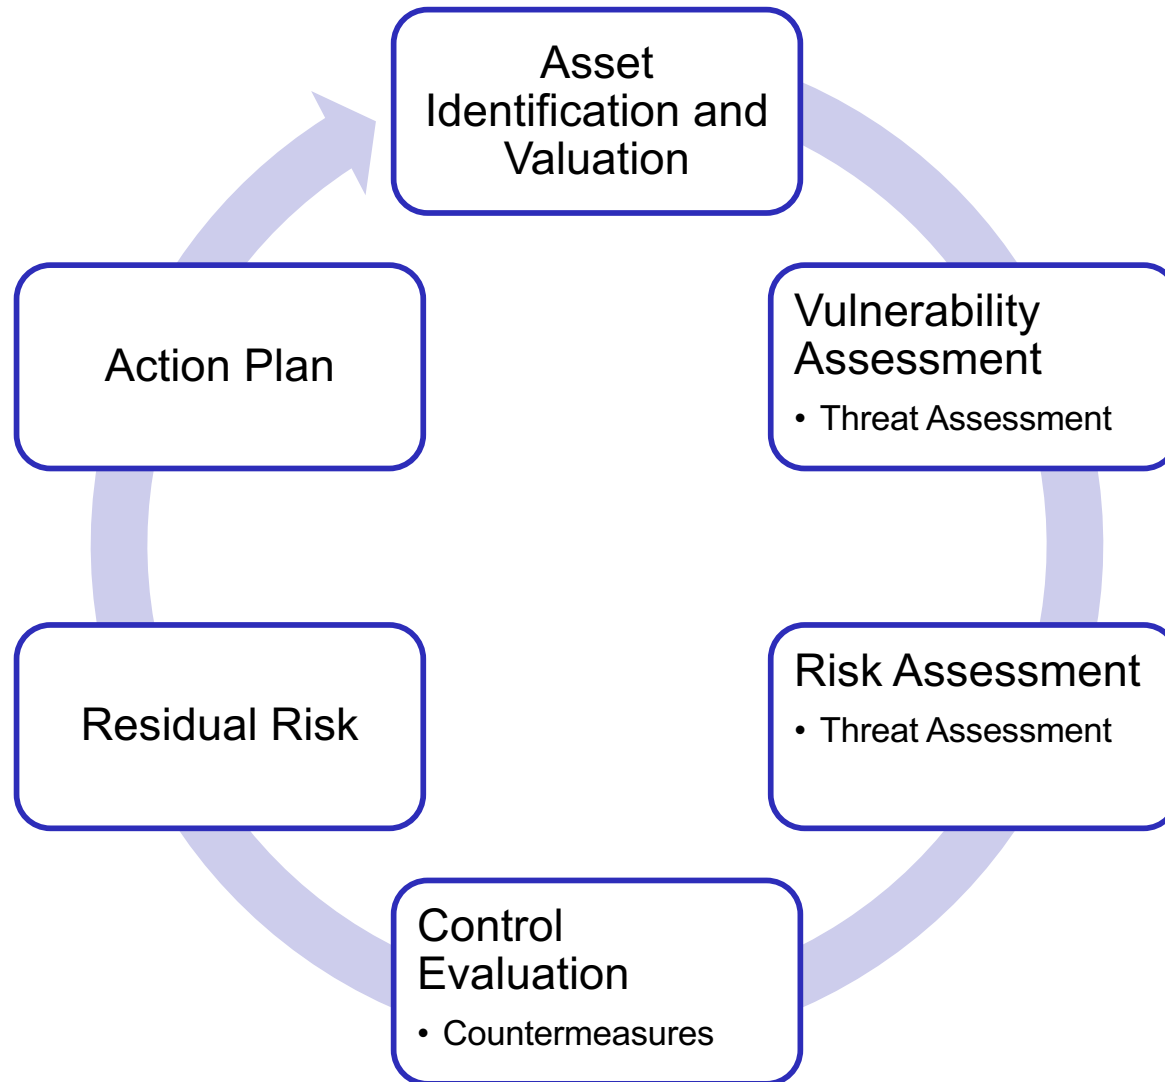 Asset
Identification and
Valuation
Vulnerability
Assessment
• Threat Assessment
Risk Assessment
• Threat Assessment
Control
Evaluation
• Countermeasures
Residual Risk
Action Plan